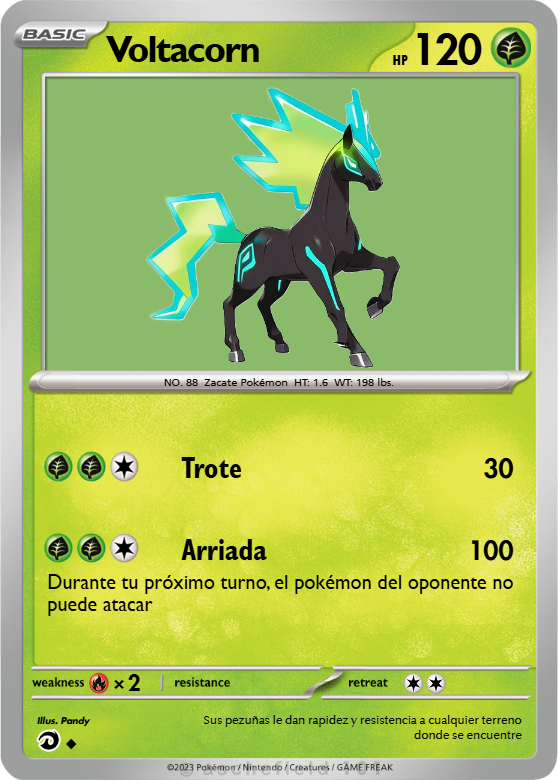 BASIC
Voltacorn
HP 120
NO. 88 Zacate Pokémon HT: 1.6 WT: 198 lbs.
Trote 30
Arriada 100
Durante tu próximo turno, el pokémon del oponente no
puede atacar
weakness × 2 resistance retreat
Illus. Pandy
Sus pezuñas le dan rapidez y resistencia a cualquier terreno
donde se encuentre
©2023 Pokémon / Nintendo / Creatures / GAME FREAK